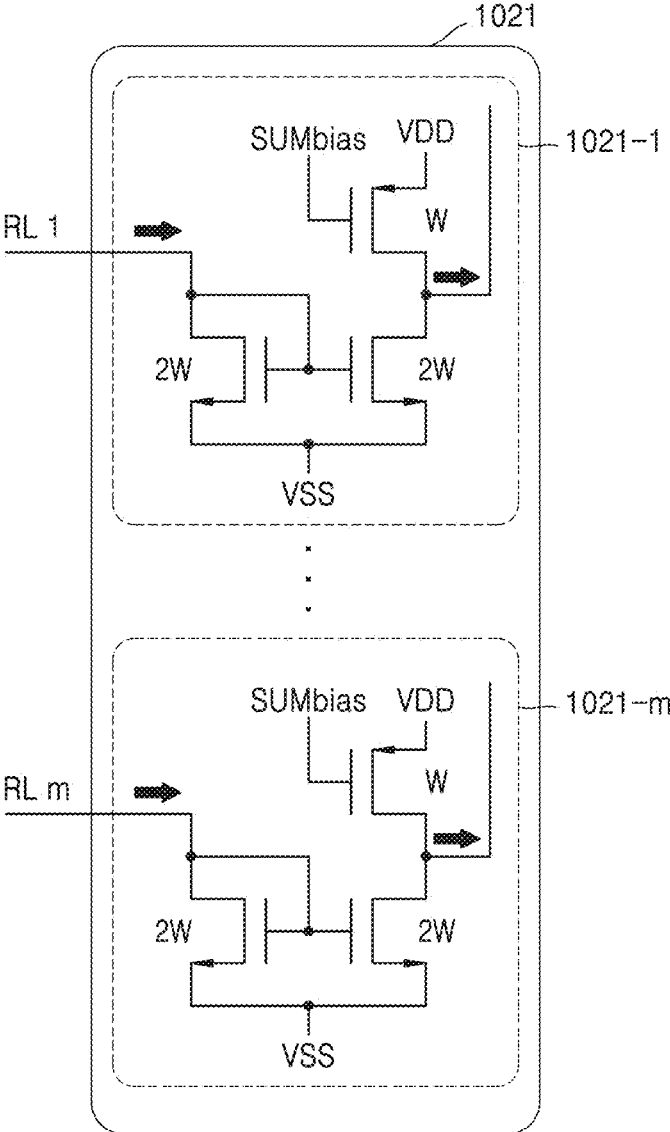 1021
1021-1
SUMbias VDD
W
RL 1
2W 2W
VSS
1021-m
SUMbias VDD
W
RL m
2W 2W
VSS